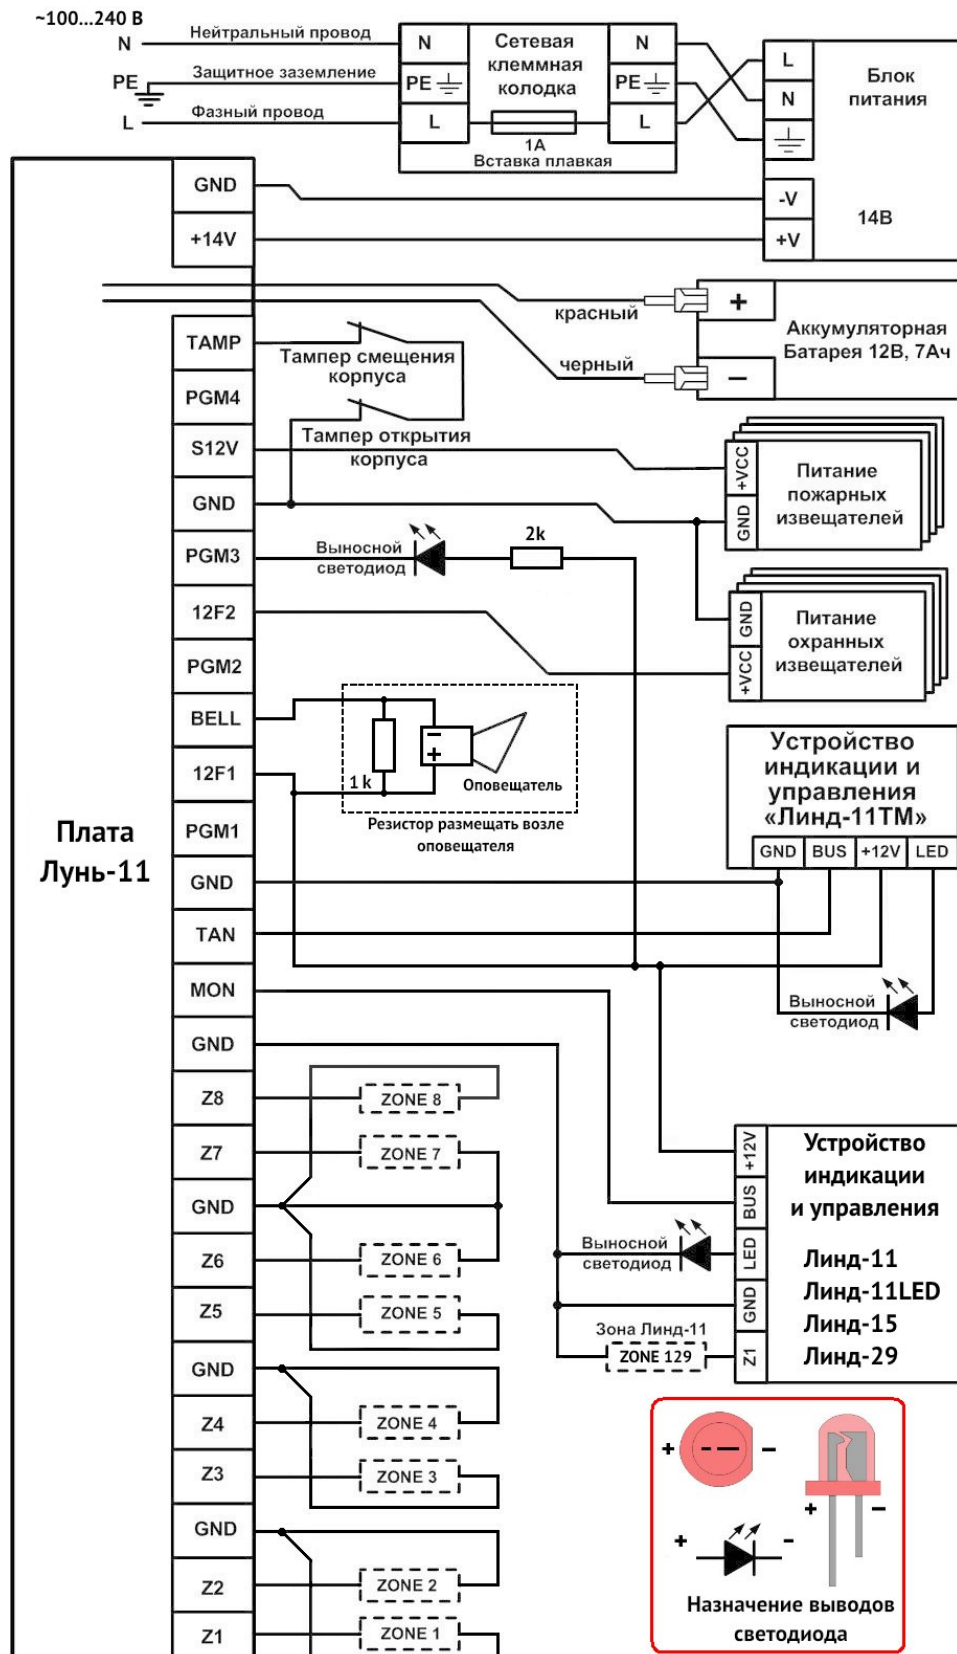 ~100...240 В
N
Нейтральный провод
PE
Защитное заземление
L
Фазный провод
N
PE
L
Сетевая
клеммная
колодка
1А
Вставка плавкая
N
PE
L
L
N
Блок
питания
-V
+V
14В
Плата
Лунь-11
GND
+14V
TAMP
PGM4
S12V
GND
PGM3
12F2
PGM2
BELL
12F1
PGM1
GND
TAN
MON
GND
Z8
Z7
GND
Z6
Z5
GND
Z4
Z3
GND
Z2
Z1
красный
черный
+
−
Аккумуляторная
Батарея 12В, 7Ач
Тампер смещения
корпуса
Тампер открытия
корпуса
+VCC
GND
Питание
пожарных
извещателей
Выносной
светодиод
2k
GND
+VCC
Питание
охранных
извещателей
1 k
−
+
Оповещатель
Резистор размещать возле
оповещателя
Устройство
индикации и
управления
«Линд-11ТМ»
GND
BUS
+12V
LED
Выносной
светодиод
ZONE 8
ZONE 7
ZONE 6
ZONE 5
ZONE 4
ZONE 3
ZONE 2
ZONE 1
+12V
BUS
LED
GND
Z1
Устройство
индикации
и управления
Линд-11
Линд-11LED
Линд-15
Линд-29
Выносной
светодиод
Зона Линд-11
ZONE 129
+
−
+
−
+
-
Назначение выводов
светодиода